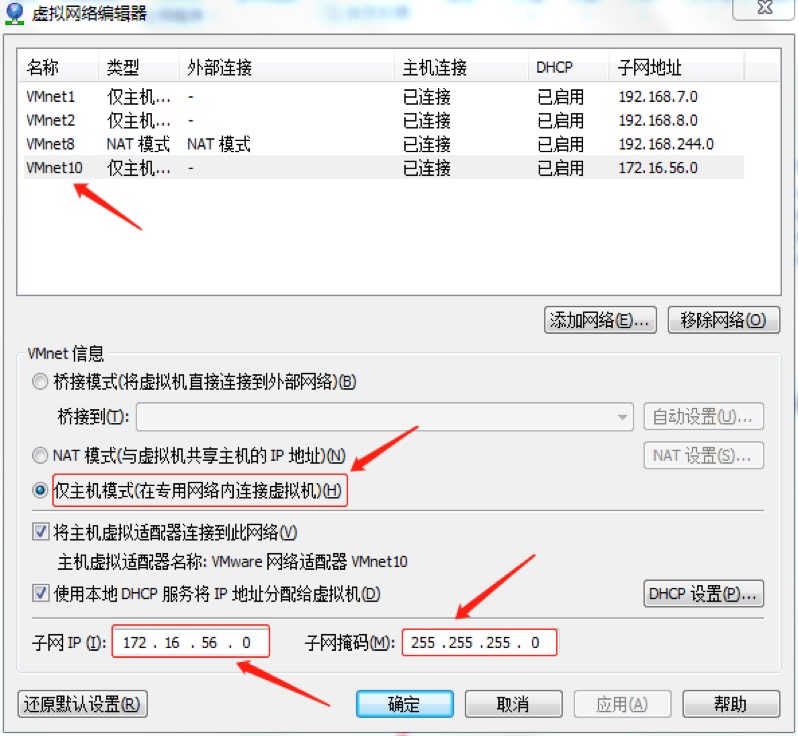 虚拟网络编辑器
名称 类型 外部连接 主机连接 DHCP 子网地址
VMnet1 仅主机... - 已连接 已启用 192.168.7.0
VMnet2 仅主机... - 已连接 已启用 192.168.8.0
VMnet8 NAT 模式 NAT 模式 已连接 已启用 192.168.244.0
VMnet10 仅主机... - 已连接 已启用 172.16.56.0
添加网络(E)... 移除网络(O)
VMnet 信息
桥接模式(将虚拟机直接连接到外部网络)(B)
桥接到(T): 自动设置(U)...
NAT 模式(与虚拟机共享主机的 IP 地址)(N) NAT 设置(S)...
仅主机模式(在专用网络内连接虚拟机)(H)
将主机虚拟适配器连接到此网络(V)
主机虚拟适配器名称: VMware 网络适配器 VMnet10
使用本地 DHCP 服务将 IP 地址分配给虚拟机(D) DHCP 设置(P)...
子网 IP (I): 172 . 16 . 56 . 0 子网掩码(M): 255 .255 .255 . 0
还原默认设置(R) 确定 取消 应用(A) 帮助